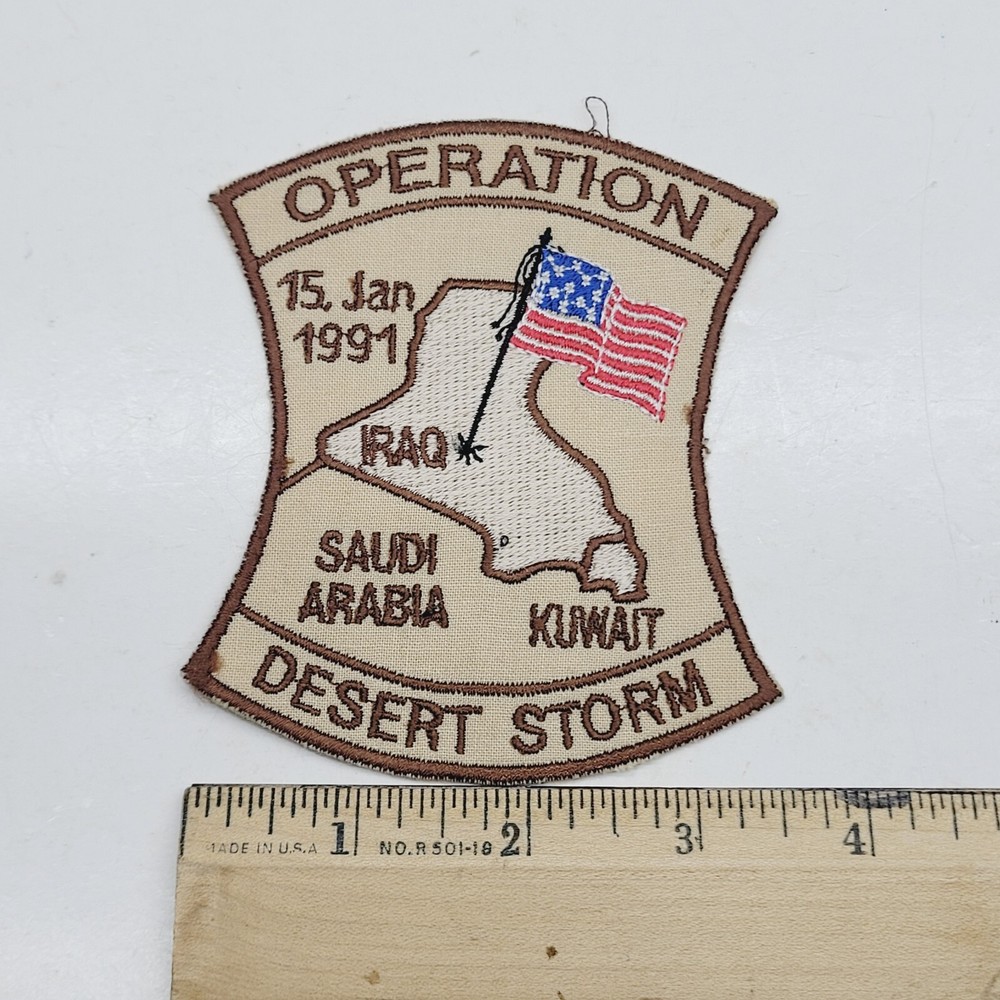 OPERATION
15. Jan
1991
IRAQ
SAUDI
ARABIA
KUWAIT
DESERT STORM
1 2 3 4
MADE IN U.S.A. NO. R 501-18